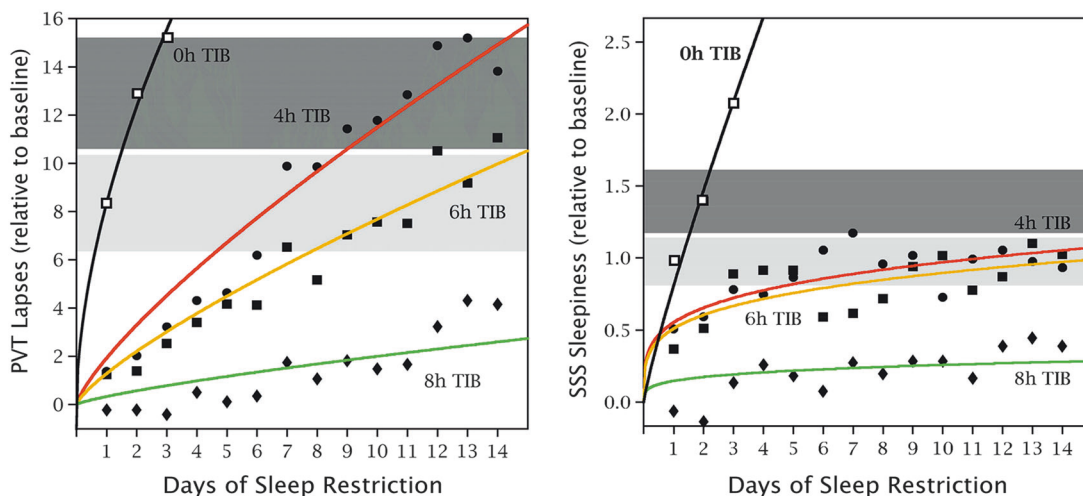 PVT Lapses (relative to baseline)
16
14
12
10
8
6
4
2
0
0h TIB
4h TIB
6h TIB
8h TIB
1 2 3 4 5 6 7 8 9 10 11 12 13 14
Days of Sleep Restriction
SSS Sleepiness (relative to baseline)
2.5
2.0
1.5
1.0
0.5
0.0
0h TIB
4h TIB
6h TIB
8h TIB
1 2 3 4 5 6 7 8 9 10 11 12 13 14
Days of Sleep Restriction